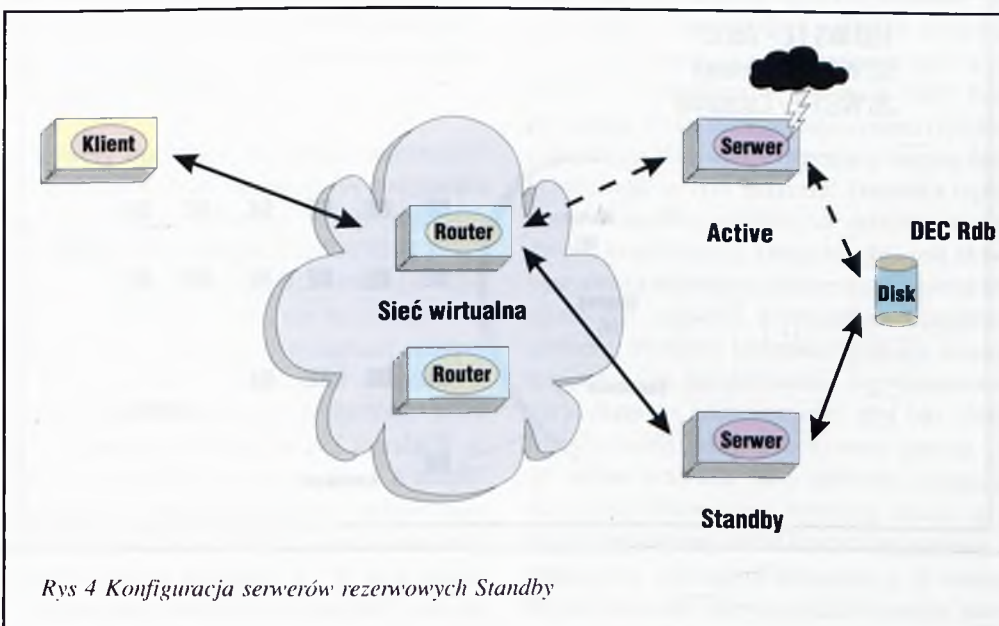 Klient
Serwer
Active
DEC Rdb
Router
Disk
Sieć wirtualna
Router
Serwer
Standby
Rys 4 Konfiguracja serwerów rezerwowych Standby